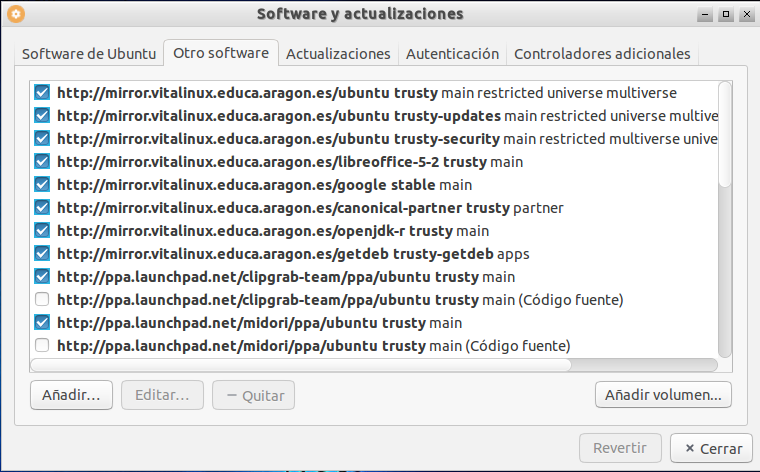 Software y actualizaciones
Software de Ubuntu Otro software Actualizaciones Autenticación Controladores adicionales
http://mirror.vitalinux.educa.aragon.es/ubuntu trusty main restricted universe multiverse
http://mirror.vitalinux.educa.aragon.es/ubuntu trusty-updates main restricted universe multive
http://mirror.vitalinux.educa.aragon.es/ubuntu trusty-security main restricted multiverse unive
http://mirror.vitalinux.educa.aragon.es/libreoffice-5-2 trusty main
http://mirror.vitalinux.educa.aragon.es/google stable main
http://mirror.vitalinux.educa.aragon.es/canonical-partner trusty partner
http://mirror.vitalinux.educa.aragon.es/openjdk-r trusty main
http://mirror.vitalinux.educa.aragon.es/getdeb trusty-getdeb apps
http://ppa.launchpad.net/clipgrab-team/ppa/ubuntu trusty main
http://ppa.launchpad.net/clipgrab-team/ppa/ubuntu trusty main (Código fuente)
http://ppa.launchpad.net/midori/ppa/ubuntu trusty main
http://ppa.launchpad.net/midori/ppa/ubuntu trusty main (Código fuente)
Añadir... Editar... Quitar Añadir volumen...
Revertir Cerrar